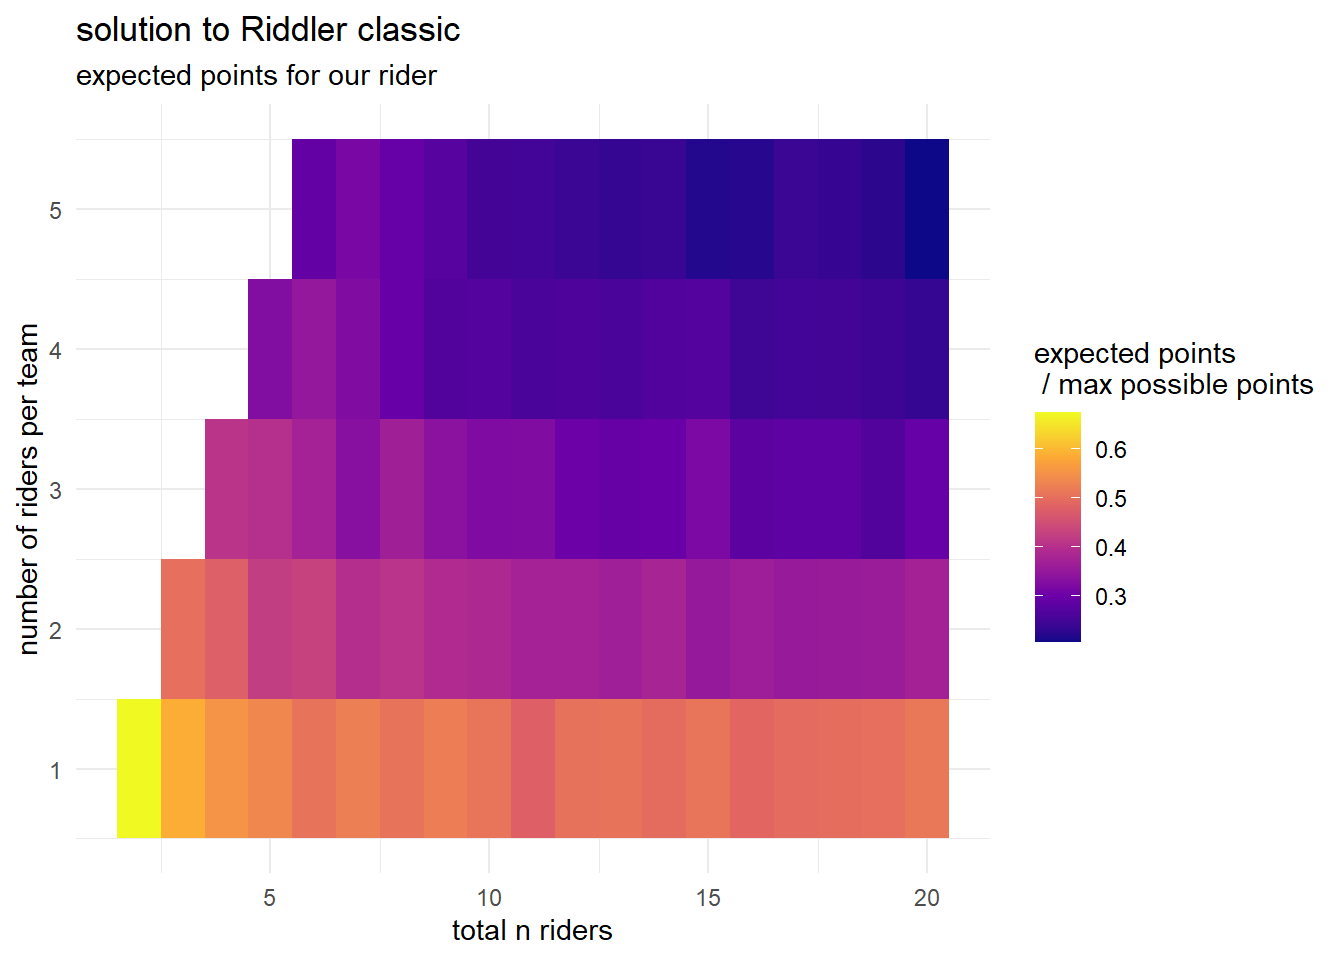 solution to Riddler classic
expected points for our rider
number of riders per team
5
4
3
2
1
5
10
15
20
total n riders
expected points
/ max possible points
0.6
0.5
0.4
0.3